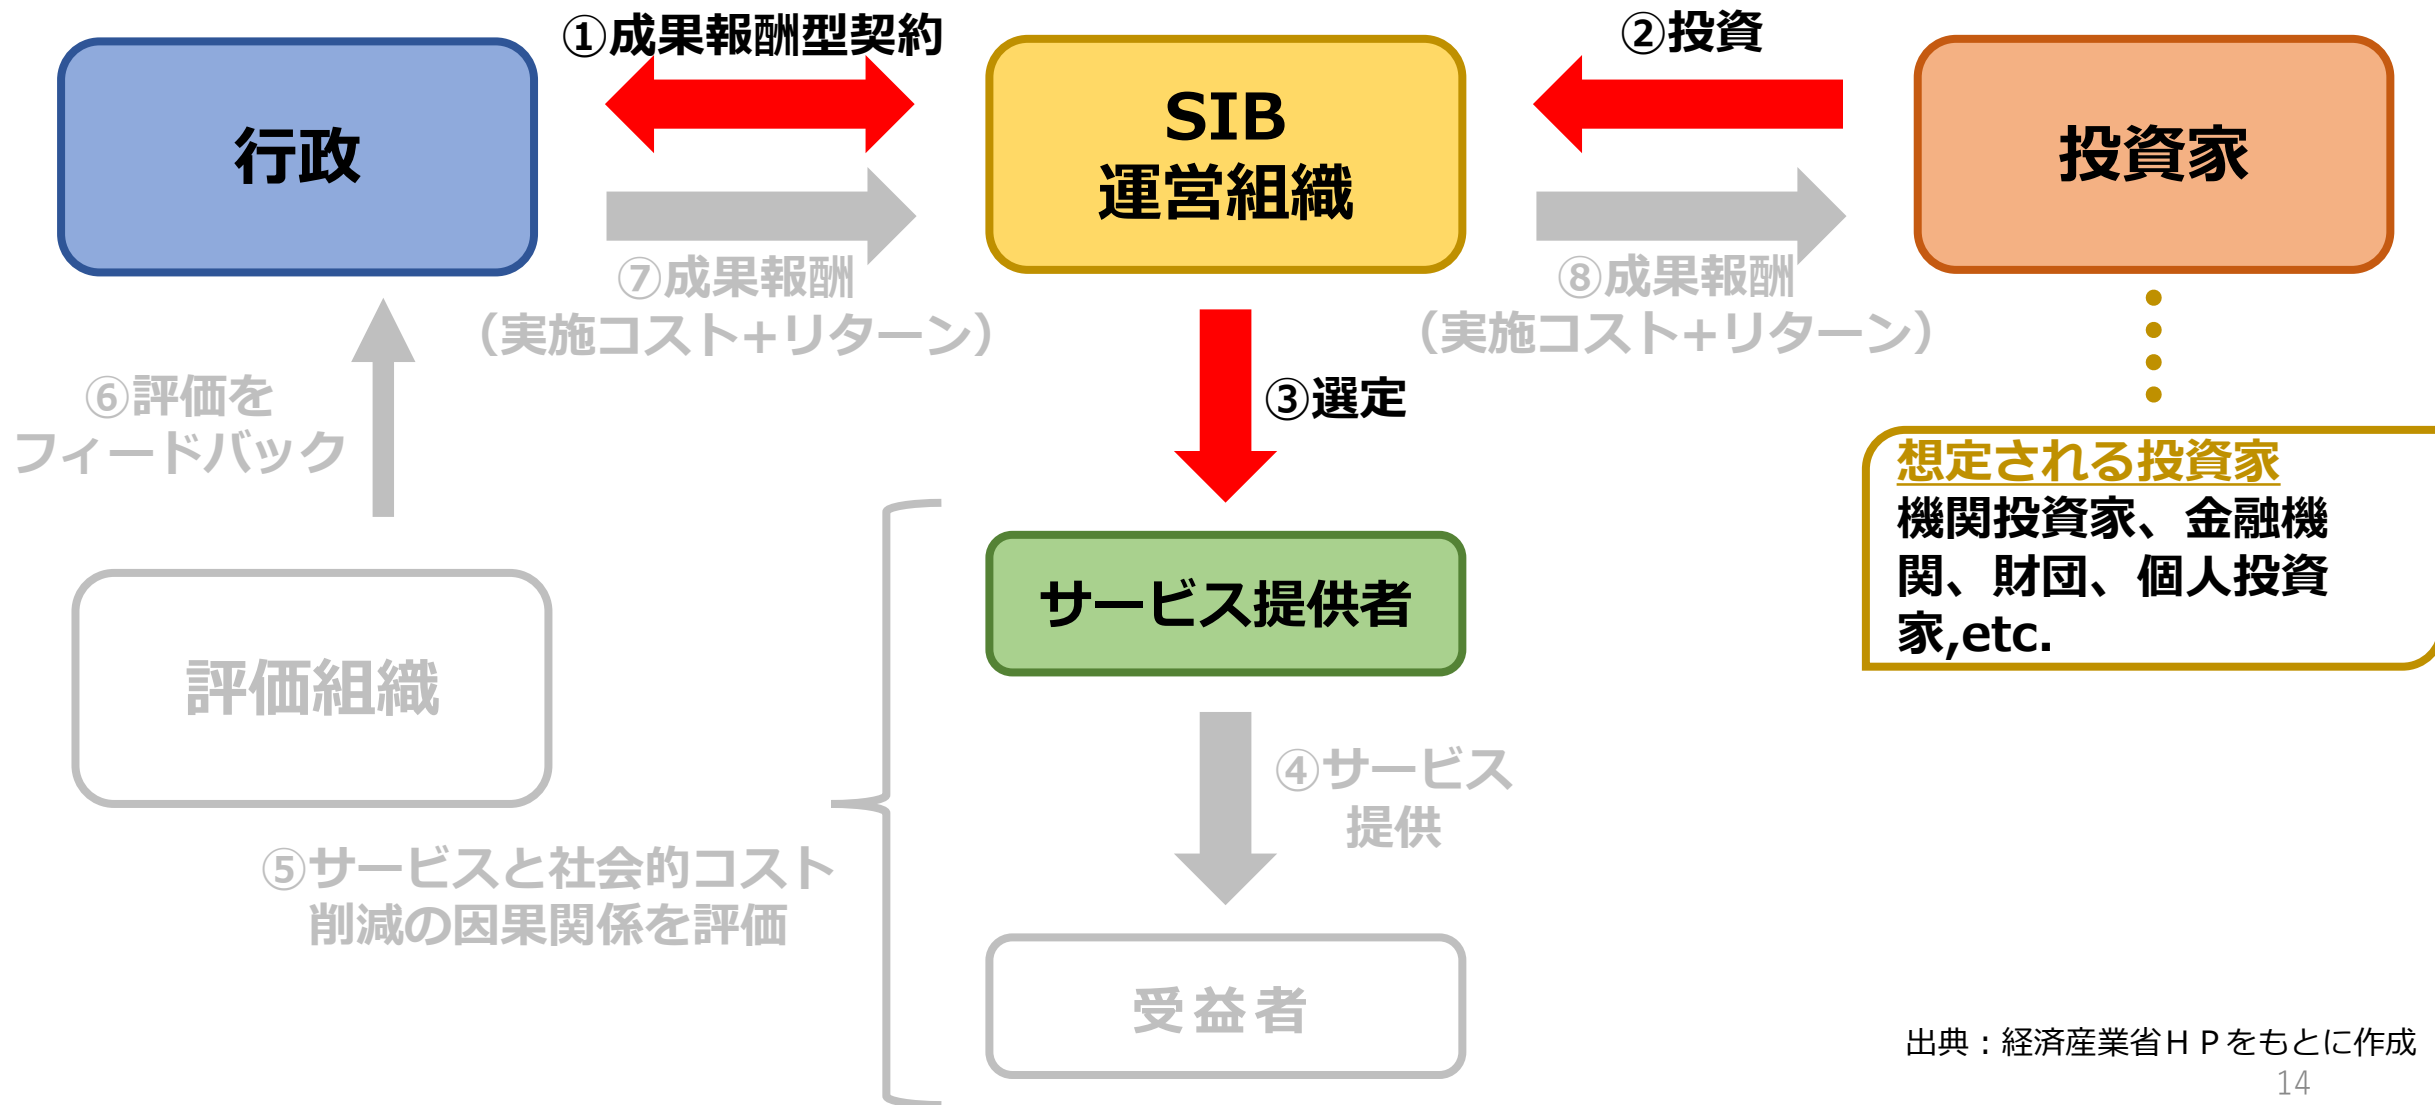 ①成果報酬型契約
②投資
行政
SIB
運営組織
投資家
⑦成果報酬
（実施コスト+リターン）
⑧成果報酬
（実施コスト+リターン）
③選定
⑥評価を
フィードバック
想定される投資家
機関投資家、金融機
関、財団、個人投資
家,etc.
サービス提供者
評価組織
④サービス
提供
⑤サービスと社会的コスト
削減の因果関係を評価
受益者
出典：経済産業省ＨＰをもとに作成
14